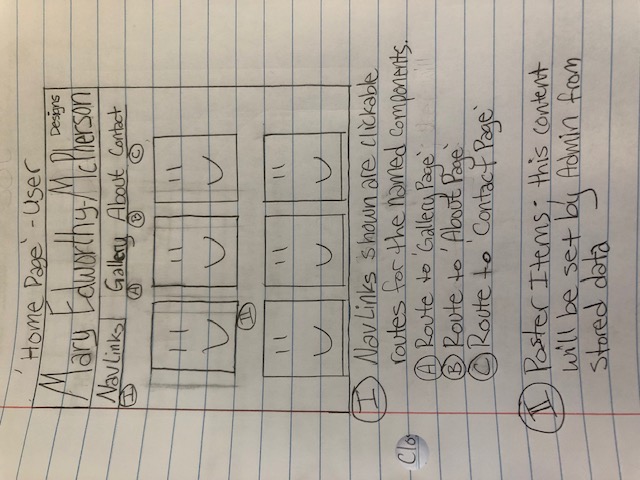 'Home Page' - User
Designs
Mary Edworthy-McPherson
NavLinks Gallery About Contact
I A B C
II
I NavLinks shown are clickable
routes for the named components.
A Route to 'Gallery Page'
B Route to 'About Page'
C Route to 'Contact Page'
II Poster Items; this content
will be set by Admin from
stored data